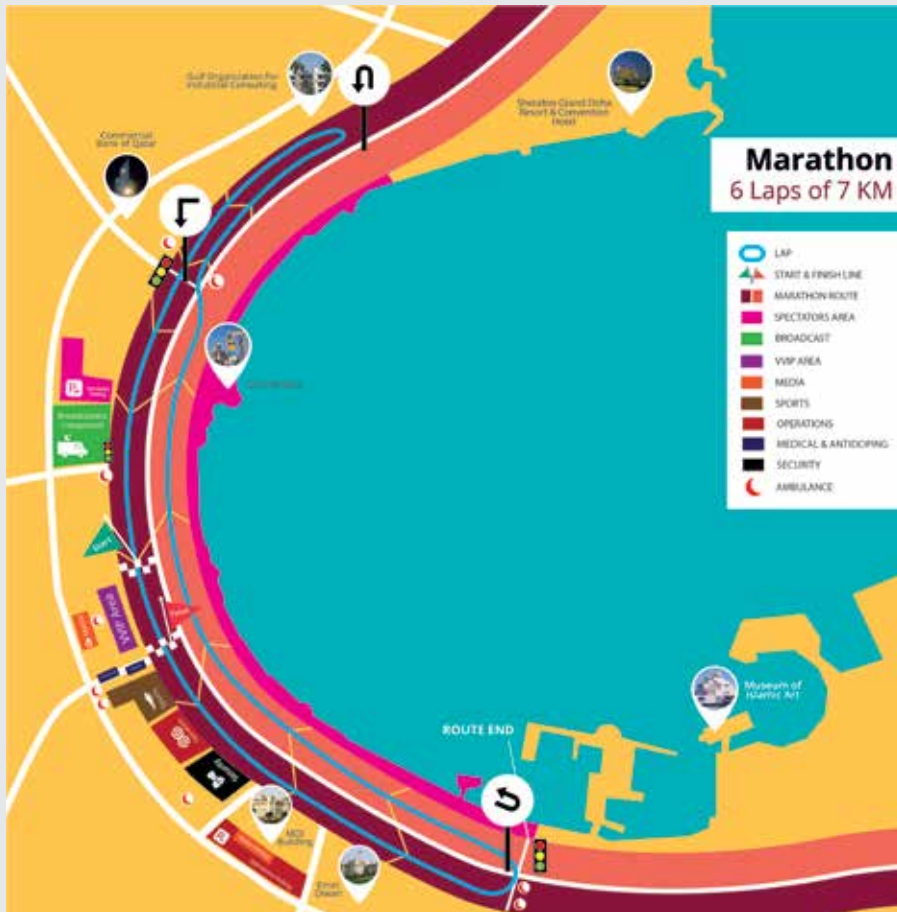 Gulf Organization For
Industrial Consulting
Sheraton Grand Doha
Resort & Convention
Hotel
Commercial
Bank of Qatar
Marathon
6 Laps of 7 KM
LAP
START & FINISH LINE
MARATHON ROUTE
SPECTATORS AREA
BROADCAST
VVIP AREA
MEDIA
SPORTS
OPERATIONS
MEDICAL & ANTIDOPING
SECURITY
AMBULANCE
Start
VVIP Area
Finish
Museum of
Islamic Art
ROUTE END
Security
MOI
Building
Emiri
Diwan